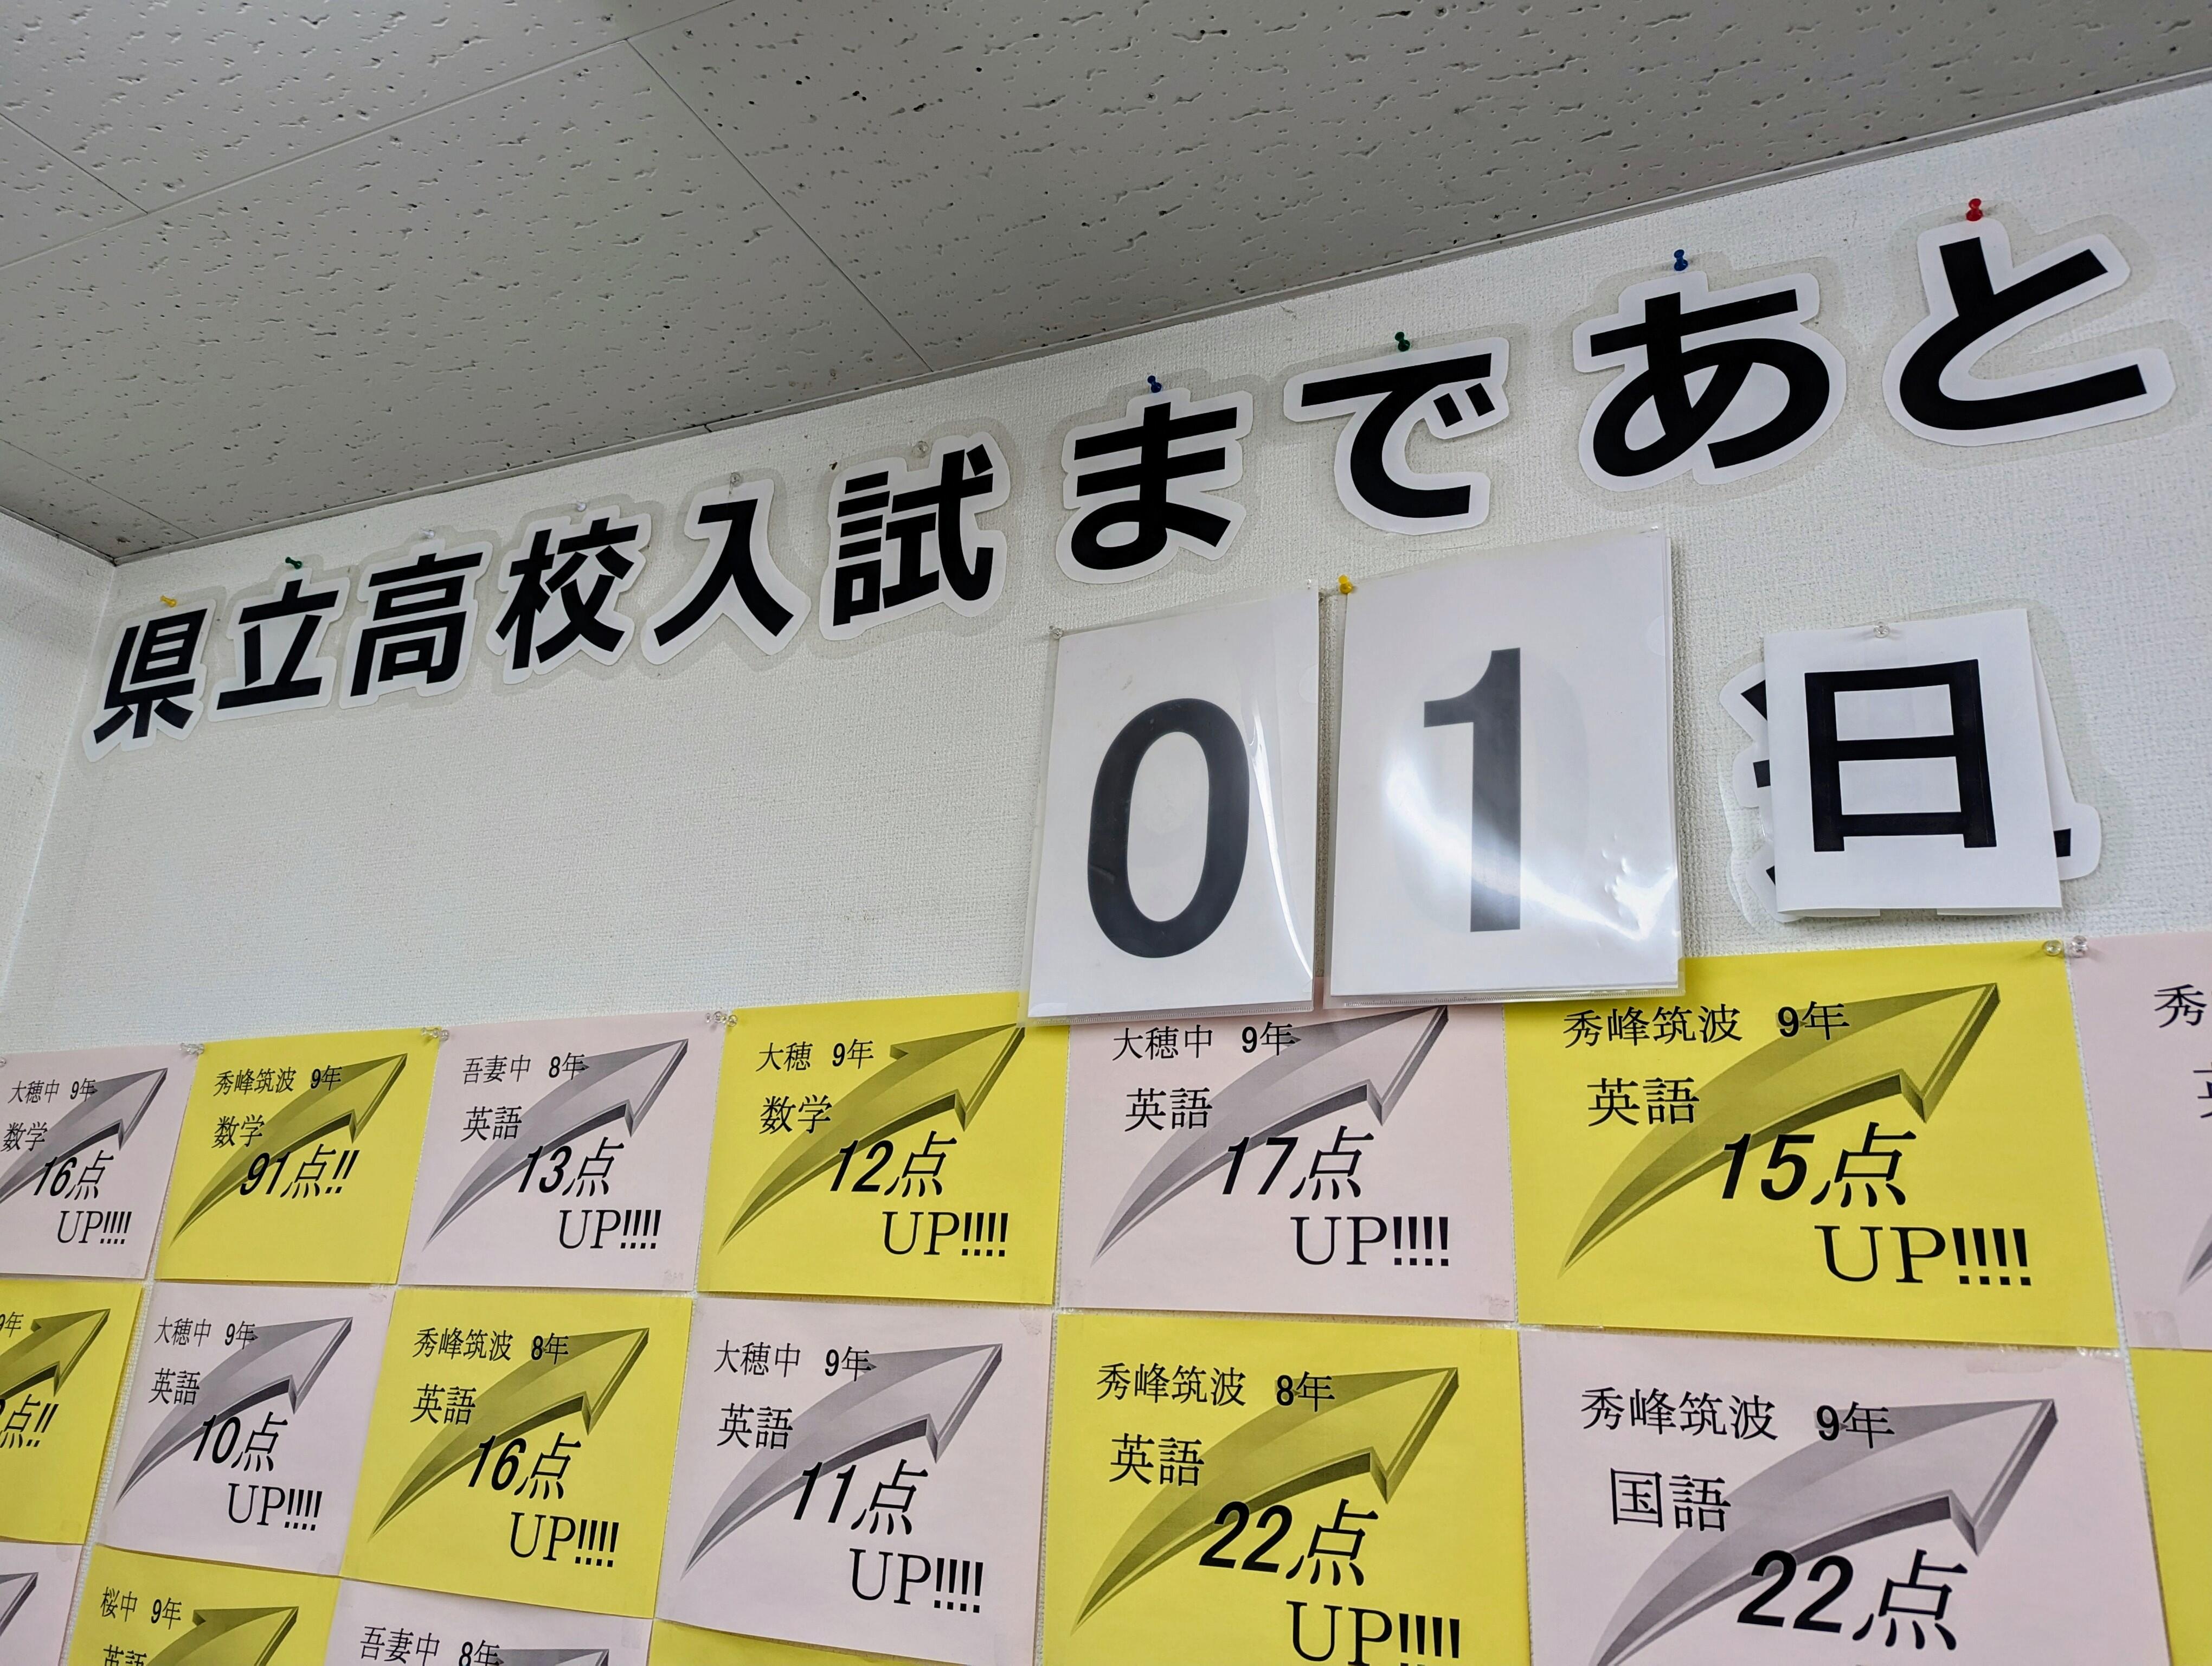 県立高校入試まであと
01日
大穂中 9年
数学
16点
UP!!!!
秀峰筑波 9年
数学
91点!!
吾妻中 8年
英語
13点
UP!!!!
大穂 9年
数学
12点
UP!!!!
大穂中 9年
英語
17点
UP!!!!
秀峰筑波 9年
英語
15点
UP!!!!
秀
9年
点!!
大穂中 9年
英語
10点
UP!!!!
秀峰筑波 8年
英語
16点
UP!!!!
大穂中 9年
英語
11点
UP!!!!
秀峰筑波 8年
英語
22点
UP!!!!
秀峰筑波 9年
国語
22点
桜中 9年
英語
吾妻中 8年